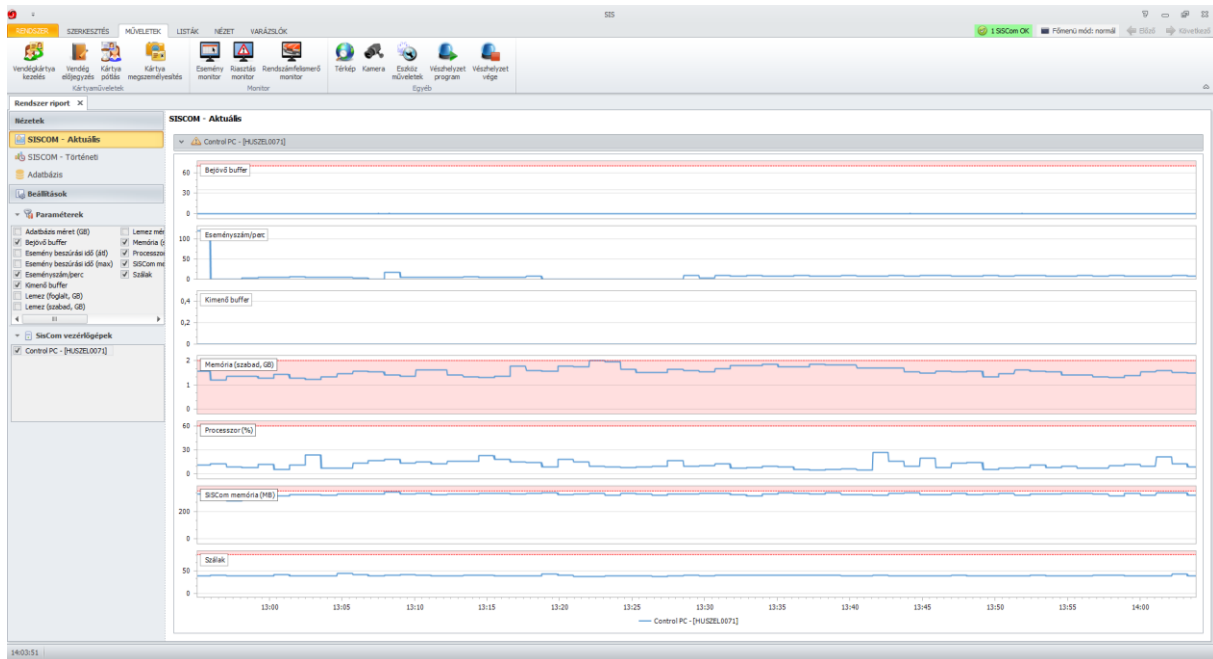 SIS
RENDSZER SZERKESZTÉS MŰVELETEK LISTÁK NÉZET VARÁZSLÓK
1 SiSCom OK Főmenü mód: normál Előző Következő
Vendégkártya kezelés
Vendég előjegyzés
Kártya pótlás
Kártya megszemélyesítés
Esemény monitor
Riasztás monitor
Rendszámfelismerő monitor
Térkép
Kamera
Eszköz műveletek
Vészhelyzet program
Vészhelyzet vége
Kártyaműveletek Monitor Egyéb
Rendszer riport
Nézetek
SISCOM - Aktuális
SISCOM - Történeti
Adatbázis
Beállítások
Paraméterek
Adatbázis méret (GB) Lemez mér
Bejövő buffer Memória (s
Esemény beszúrási idő (átl) Processzo
Esemény beszúrási idő (max) SiSCom me
Eseményszám/perc Szálak
Kimenő buffer
Lemez (foglalt, GB)
Lemez (szabad, GB)
SisCom vezérlőgépek
Control PC - [HUSZEL0071]
SISCOM - Aktuális
Control PC - [HUSZEL0071]
Bejövő buffer
60
30
0
Eseményszám/perc
100
50
0
Kimenő buffer
0,4
0,2
0
Memória (szabad, GB)
2
1
0
Processzor (%)
60
30
0
SiSCom memória (MB)
200
0
Szálak
50
0
13:00 13:05 13:10 13:15 13:20 13:25 13:30 13:35 13:40 13:45 13:50 13:55 14:00
Control PC - [HUSZEL0071]
14:03:51